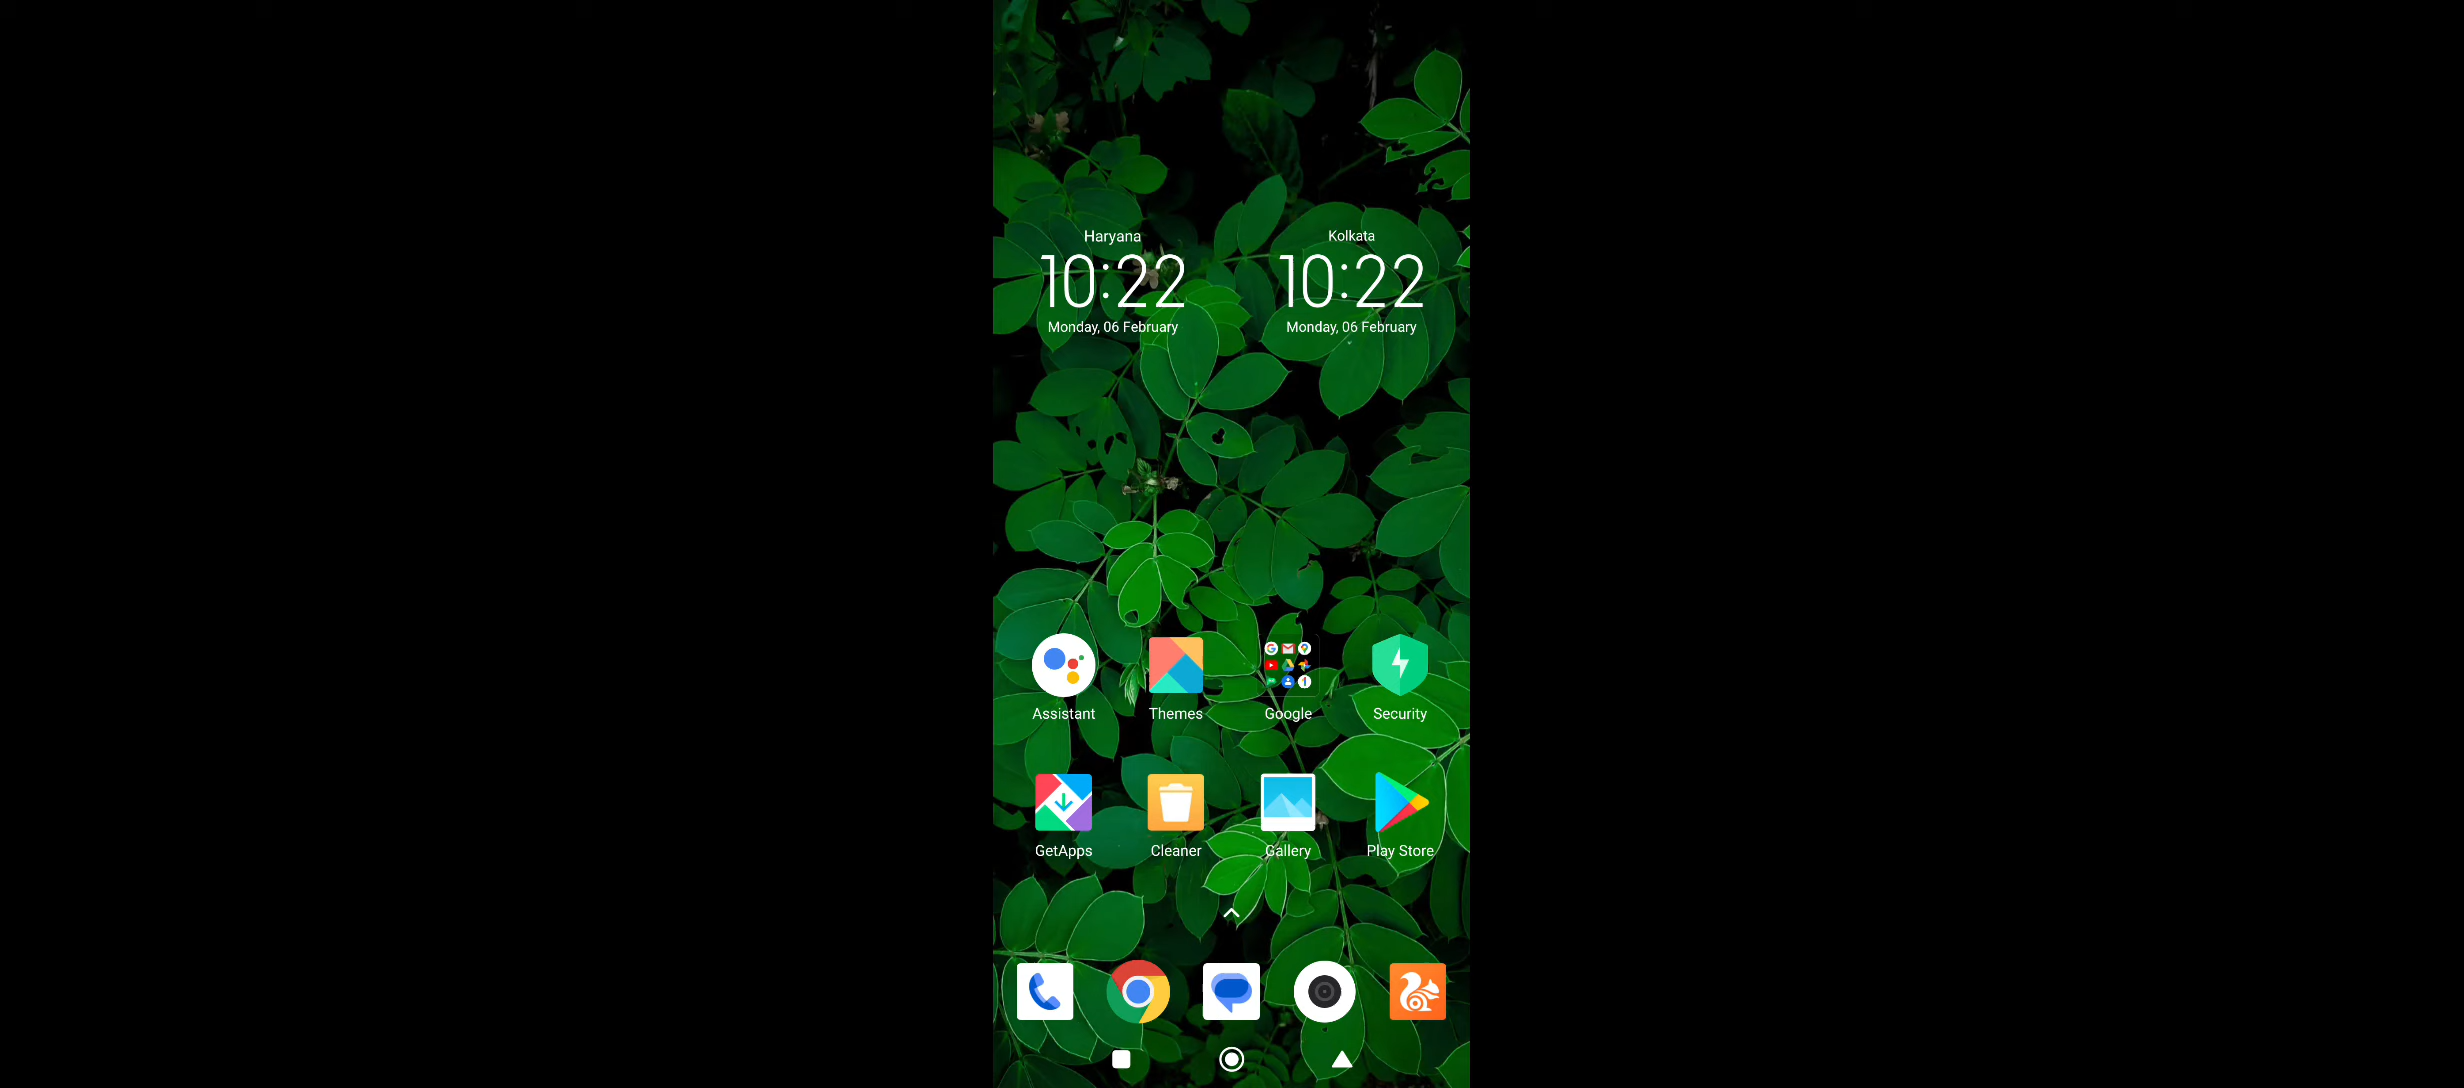 Haryana
Kolkata
10:22
10:22
Monday, 06 February
Monday, 06 February
Assistant
Themes
Google
Security
GetApps
Cleaner
Gallery
Play Store